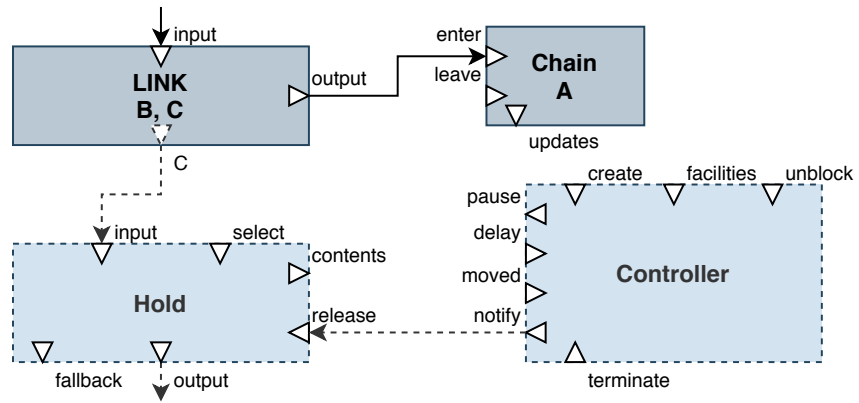 input
LINK
B, C
output
C
enter
leave
Chain
A
updates
input
select
contents
Hold
release
fallback
output
create
facilities
unblock
pause
delay
moved
notify
Controller
terminate